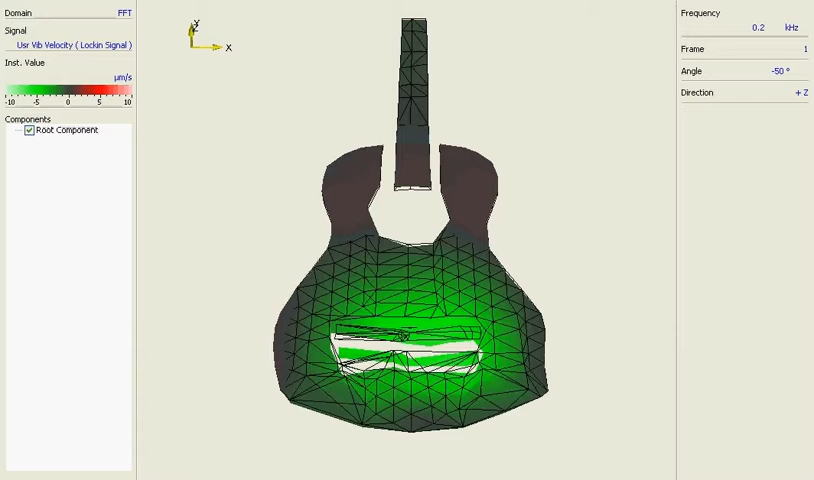 Domain FFT
Signal
Usr Vib Velocity ( Lockin Signal )
Inst. Value
µm/s
-10 -5 0 5 10
Components
Root Component
Y
Z
X
Frequency
0.2 kHz
Frame 1
Angle -50 °
Direction + Z